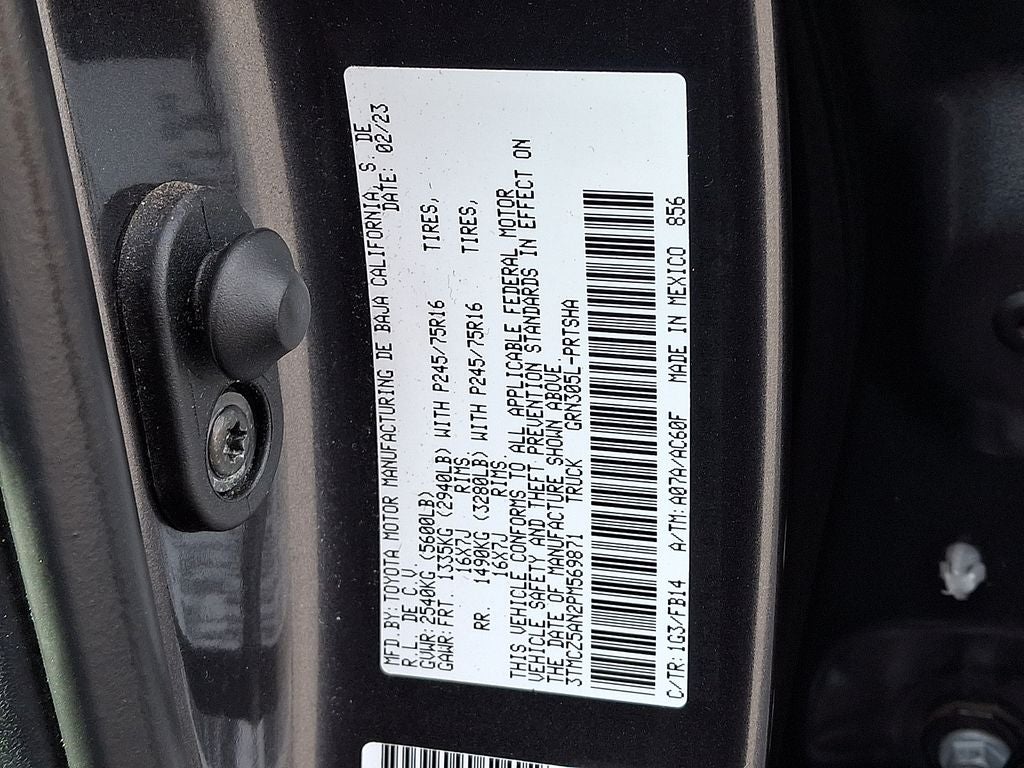 MFD.BY:TOYOTA MOTOR MANUFACTURING DE BAJA CALIFORNIA, S. DE
R.L. DE C.V. DATE: 02/23
GVWR:2540KG (5600LB)
GAWR:FRT. 1335KG (2940LB) WITH P245/75R16 TIRES,
16X7J RIMS.
RR. 1490KG (3280LB) WITH P245/75R16 TIRES,
16X7J RIMS.
THIS VEHICLE CONFORMS TO ALL APPLICABLE FEDERAL MOTOR
VEHICLE SAFETY AND THEFT PREVENTION STANDARDS IN EFFECT ON
THE DATE OF MANUFACTURE SHOWN ABOVE.
3TMCZ5AN2PM569871 TRUCK GRN305L-PRTSHA
C/TR:1G3/FB14 A/TM:A07A/AC60F MADE IN MEXICO 856